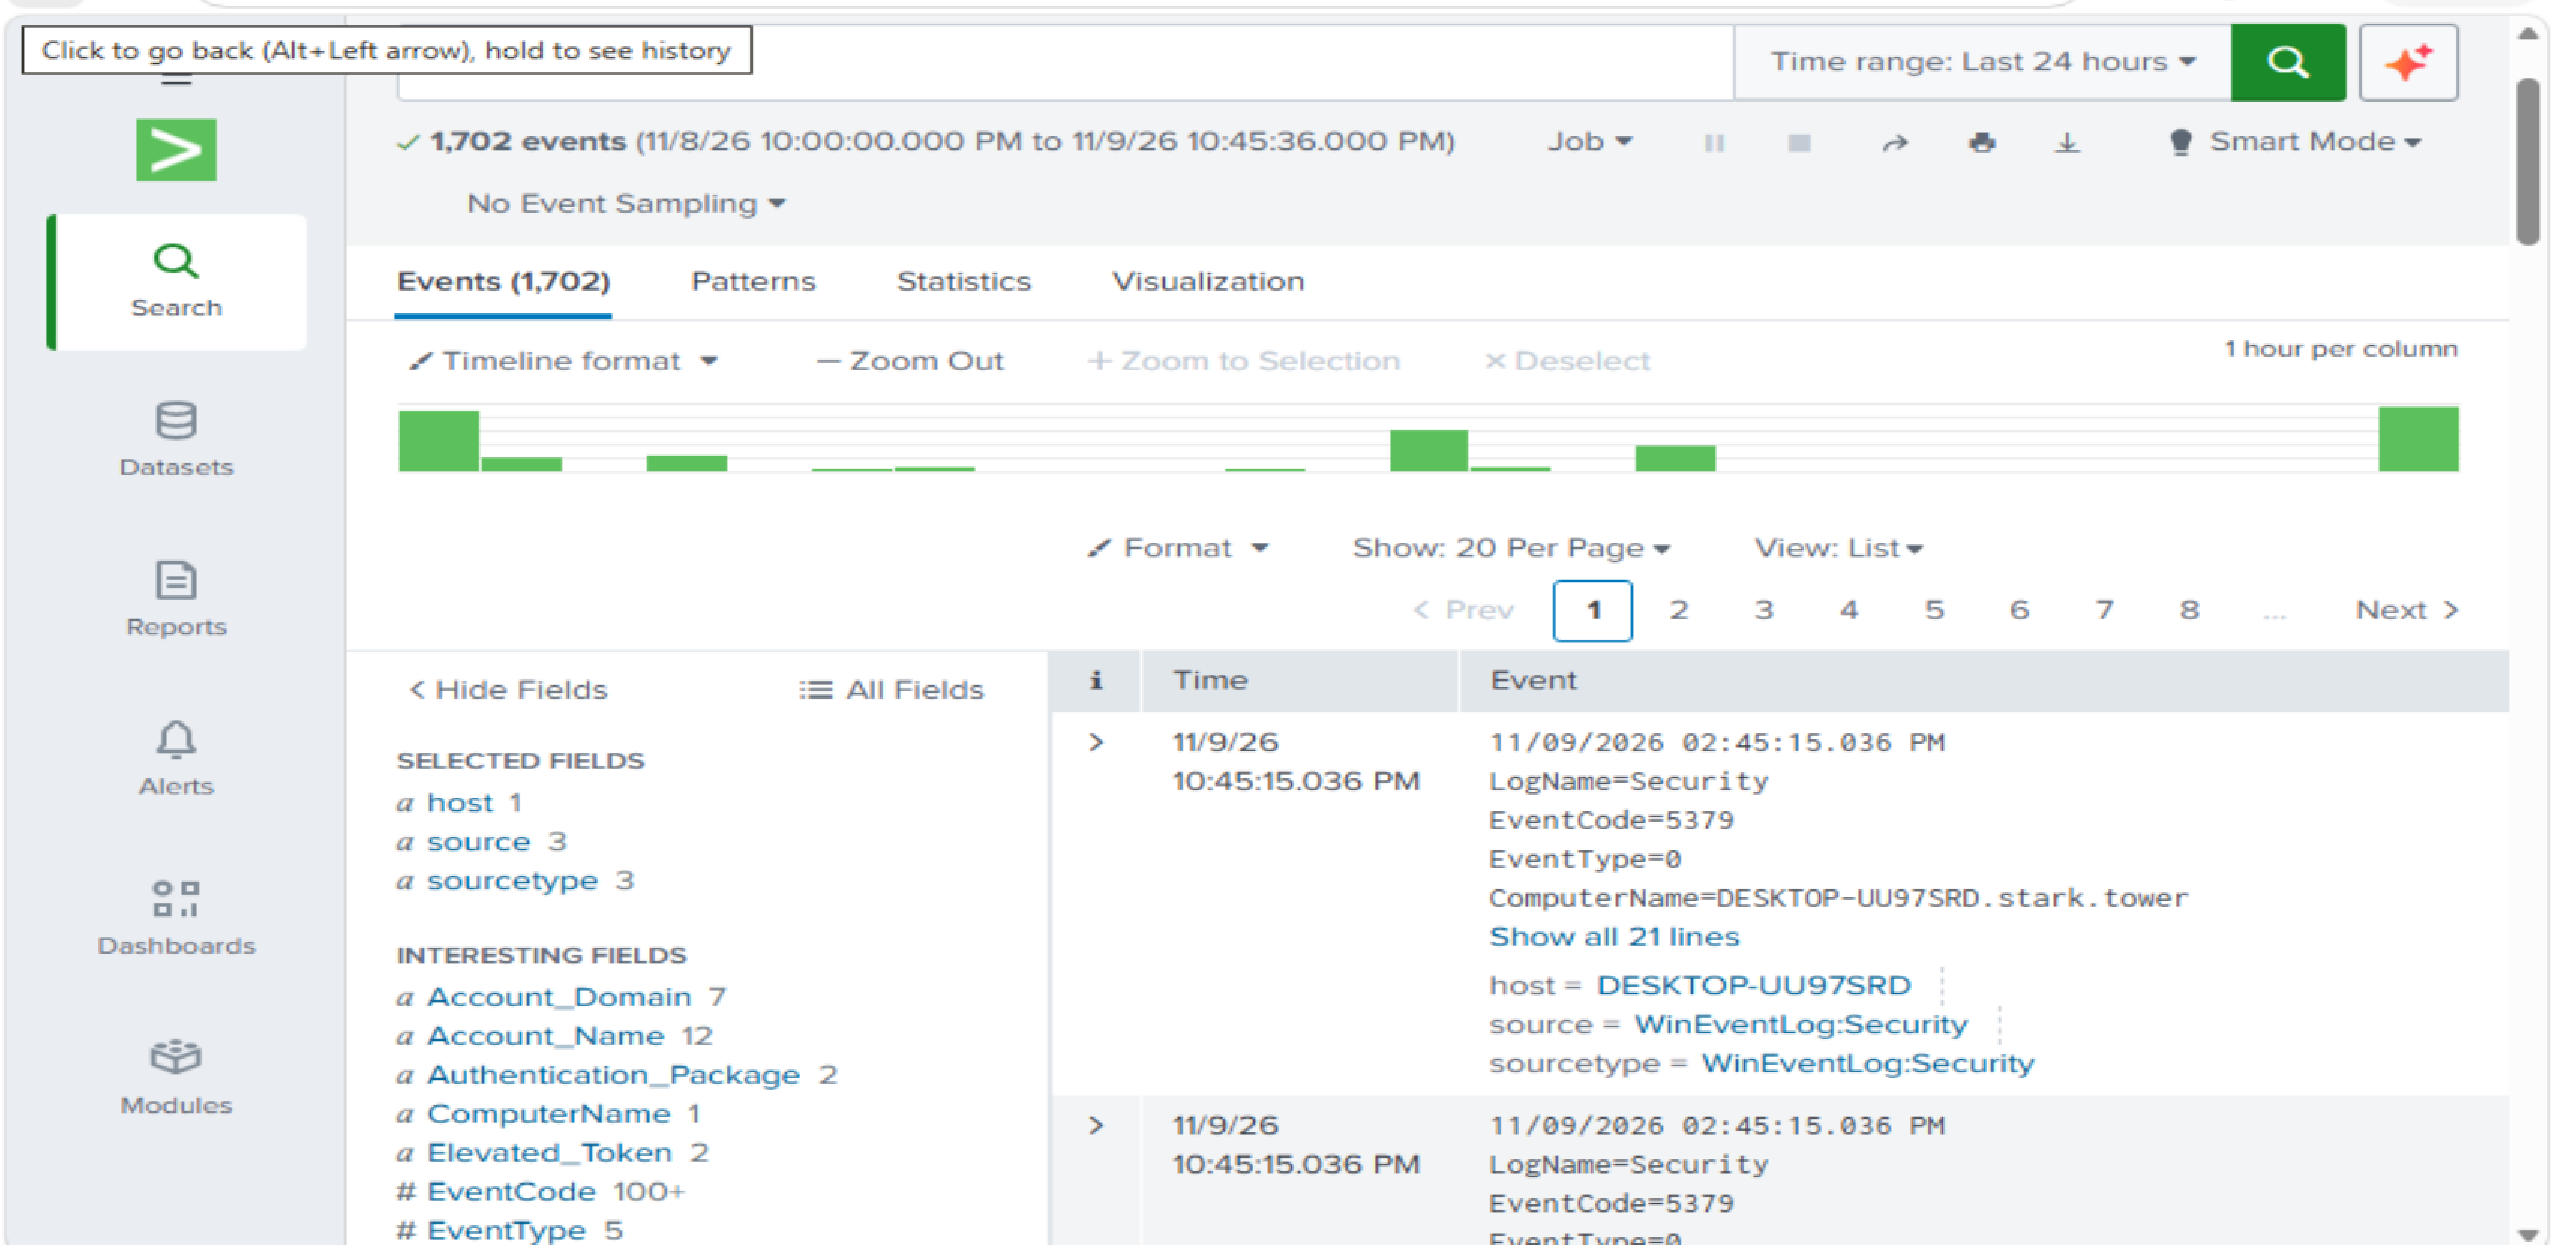 Click to go back (Alt+Left arrow), hold to see history
Time range: Last 24 hours
1,702 events (11/8/26 10:00:00.000 PM to 11/9/26 10:45:36.000 PM)
Job
Smart Mode
No Event Sampling
Search
Datasets
Reports
Alerts
Dashboards
Modules
Events (1,702)
Patterns
Statistics
Visualization
Timeline format
— Zoom Out
+ Zoom to Selection
× Deselect
1 hour per column
Format
Show: 20 Per Page
View: List
< Prev
1
2
3
4
5
6
7
8
...
Next >
< Hide Fields
All Fields
SELECTED FIELDS
a host 1
a source 3
a sourcetype 3
INTERESTING FIELDS
a Account_Domain 7
a Account_Name 12
a Authentication_Package 2
a ComputerName 1
a Elevated_Token 2
# EventCode 100+
# EventType 5
i
Time
Event
>
11/9/26
10:45:15.036 PM
11/09/2026 02:45:15.036 PM
LogName=Security
EventCode=5379
EventType=0
ComputerName=DESKTOP-UU97SRD.stark.tower
Show all 21 lines
host = DESKTOP-UU97SRD
source = WinEventLog:Security
sourcetype = WinEventLog:Security
>
11/9/26
10:45:15.036 PM
11/09/2026 02:45:15.036 PM
LogName=Security
EventCode=5379
EventType=0